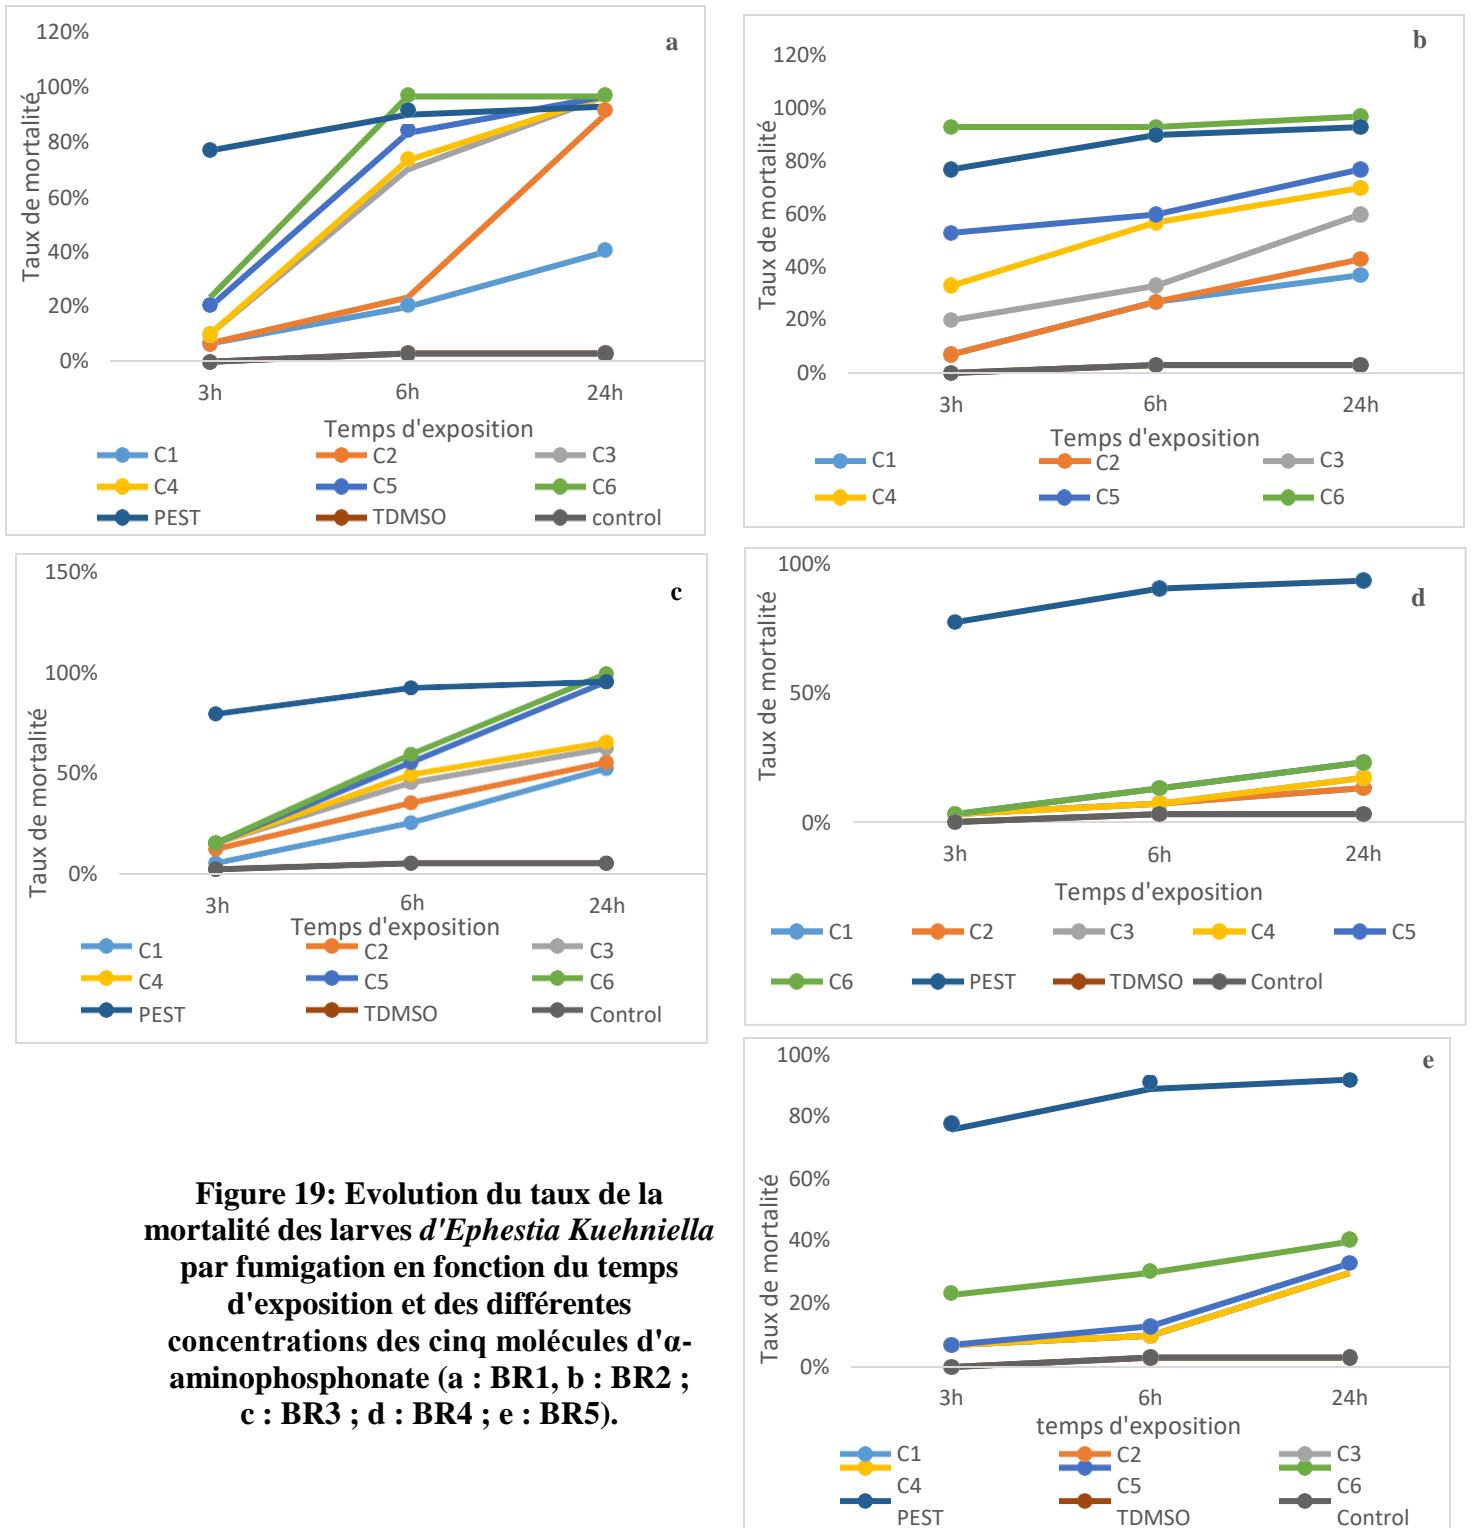 a
120%
100%
80%
60%
40%
20%
0%
Taux de mortalité
3h 6h 24h
Temps d'exposition
C1 C2 C3
C4 C5 C6
PEST TDMSO control
b
120%
100%
80%
60%
40%
20%
0%
Taux de mortalité
3h 6h 24h
Temps d'exposition
C1 C2 C3
C4 C5 C6
c
150%
100%
50%
0%
Taux de mortalité
3h 6h 24h
Temps d'exposition
C1 C2 C3
C4 C5 C6
PEST TDMSO Control
d
100%
50%
0%
Taux de mortalité
3h 6h 24h
Temps d'exposition
C1 C2 C3 C4 C5
C6 PEST TDMSO Control
e
100%
80%
60%
40%
20%
0%
Taux de mortalité
3h 6h 24h
temps d'exposition
C1 C2 C3
C4 C5 C6
PEST TDMSO Control
Figure 19: Evolution du taux de la
mortalité des larves d'Ephestia Kuehniella
par fumigation en fonction du temps
d'exposition et des différentes
concentrations des cinq molécules d'α-
aminophosphonate (a : BR1, b : BR2 ;
c : BR3 ; d : BR4 ; e : BR5).